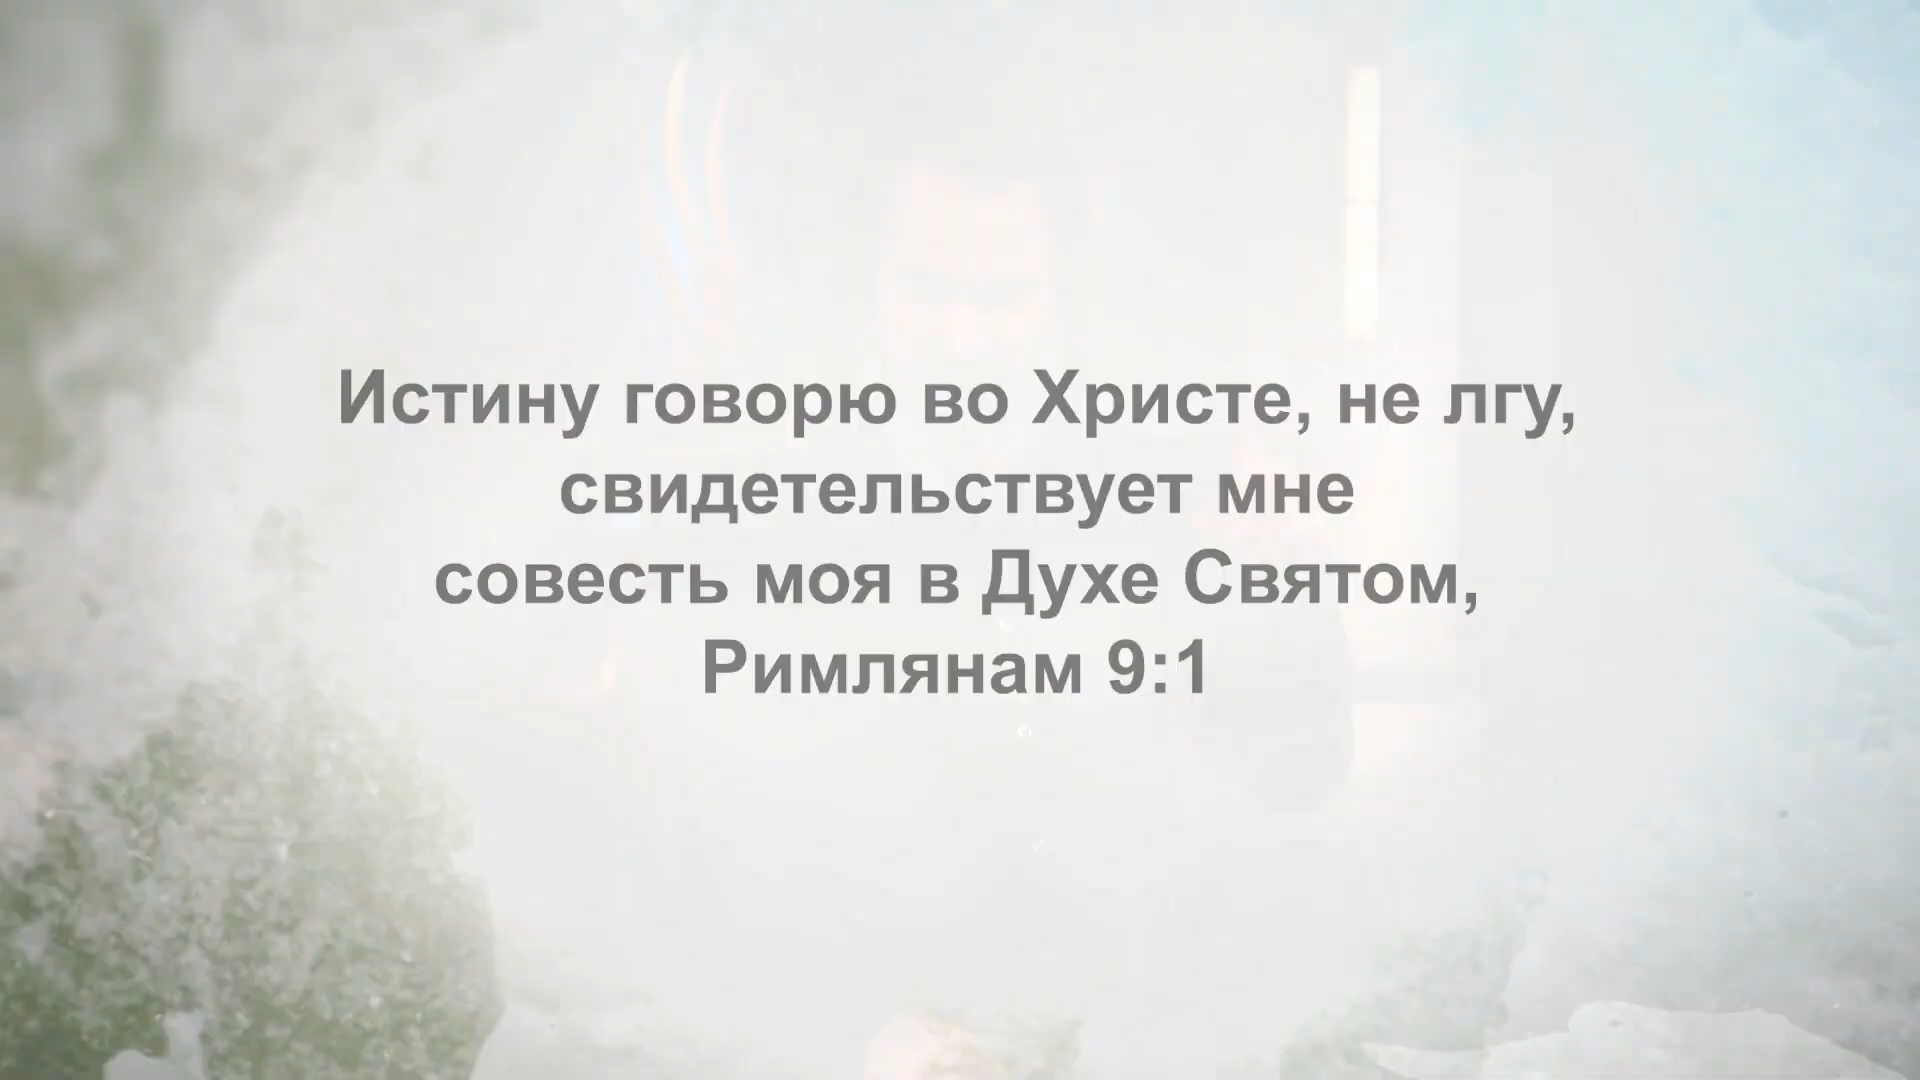 Истину говорю во Христе, не лгу,
свидетельствует мне
совесть моя в Духе Святом,
Римлянам 9:1